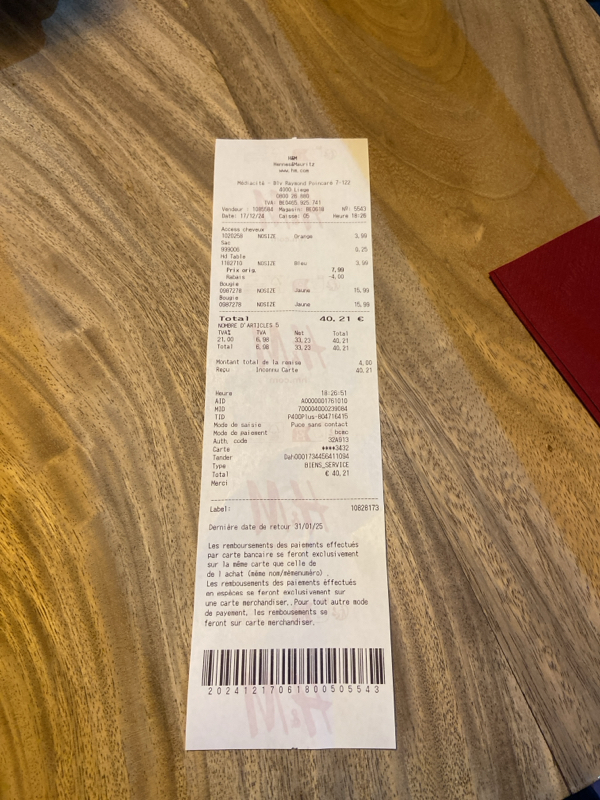 H&M
Hennes&Mauritz
www.hm.com
Médiacité - Blv Raymond Poincaré 7-122
4000 Liege
0800 26 880
TVA: BE0465.925.741
Vendeur : 1085584 Magasin: BE0618 Nº: 5543
Date: 17/12/24 Caisse: 05 Heure 18:28
Access cheveux
1020258 NOSIZE Orange 3,99
Sac
999006 0,25
Hd Table
1182710 NOSIZE Bleu 3,99
Prix orig. 7,99
Rabais -4,00
Bougie
0987278 NOSIZE Jaune 15,99
Bougie
0987278 NOSIZE Jaune 15,99
Total 40,21 €
NOMBRE D'ARTICLES 5
TVA% TVA Net Total
21,00 6,98 33,23 40,21
Total 6,98 33,23 40,21
Montant total de la remise 4,00
Reçu Inconnu Carte 40,21
Heure 18:26:51
AID A0000001761010
MID 700004000239084
TID P400Plus-804716415
Mode de saisie Puce sans contact
Mode de paiement bcmc
Auth. code 32A913
Carte ****3432
Tender 0ah0001734456411094
Type BIENS_SERVICE
Total € 40,21
Merci
Label: 10828173
Dernière date de retour 31/01/25
Les remboursements des paiements effectués
par carte bancaire se feront exclusivement
sur la même carte que celle de
de l achat (même nom/mêmenuméro) .
Les rembousements des paiements éffectués
en espèces se feront exclusivement sur
une carte merchandiser..Pour tout autre mode
de payement, les rembousements se
feront sur carte merchandiser.
20241217061800505543